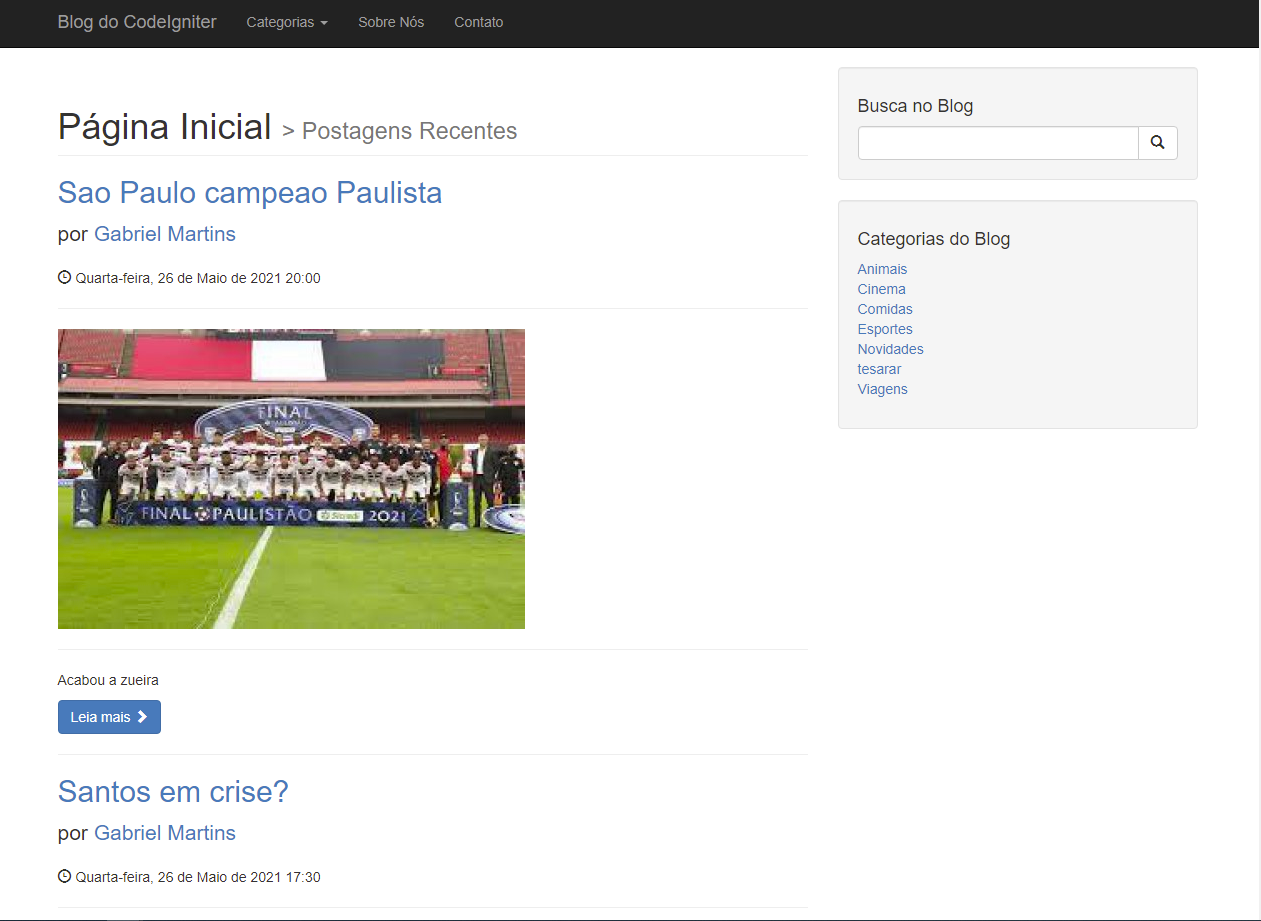 Blog do CodeIgniter Categorias Sobre Nós Contato
Página Inicial > Postagens Recentes
Sao Paulo campeao Paulista
por Gabriel Martins
Quarta-feira, 26 de Maio de 2021 20:00
FINAL
PAULISTÃO
FINAL PAULISTÃO Sicredi 2021
Acabou a zueira
Leia mais
Santos em crise?
por Gabriel Martins
Quarta-feira, 26 de Maio de 2021 17:30
Busca no Blog
Categorias do Blog
Animais
Cinema
Comidas
Esportes
Novidades
tesarar
Viagens